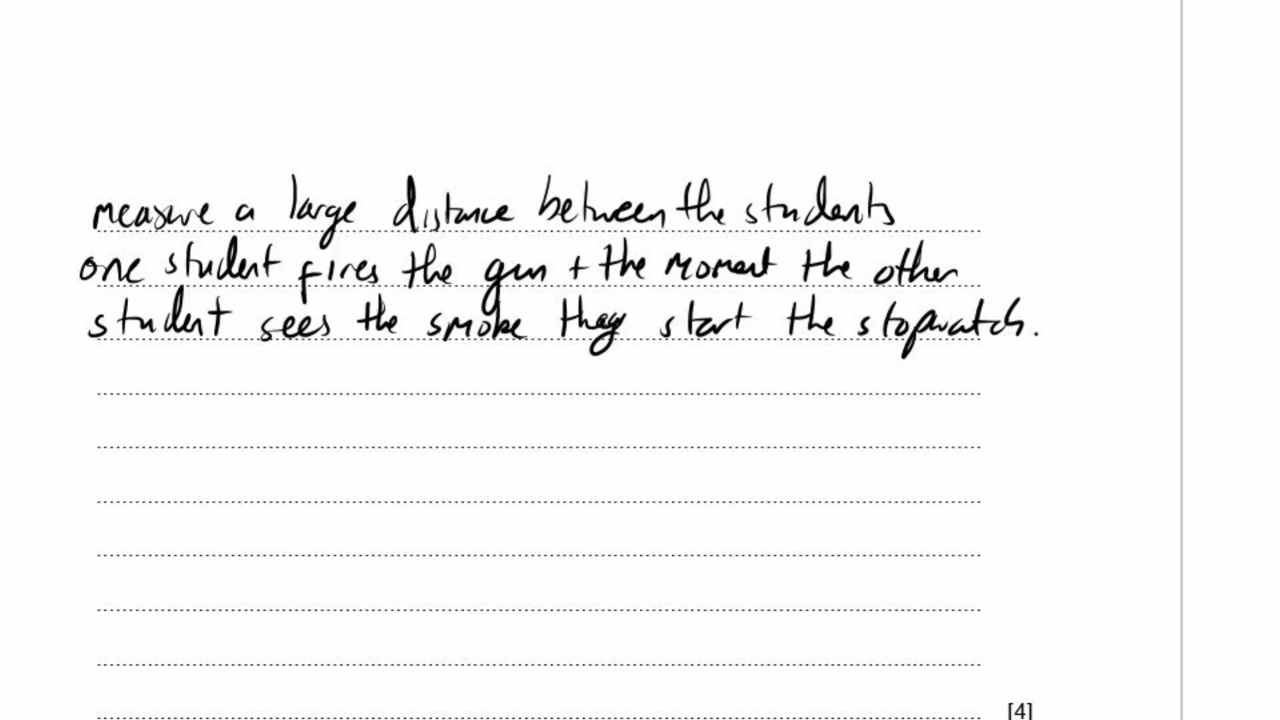 measure a large distance between the students
one student fires the gun + the moment the other
student sees the smoke they start the stopwatch.
[4]